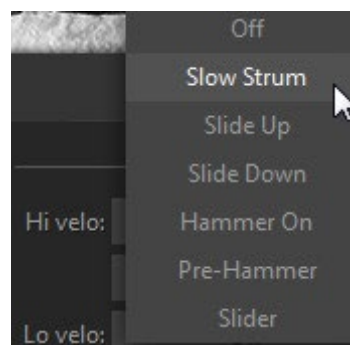 Off
Slow Strum
Slide Up
Slide Down
Hi velo:
Hammer On
Pre-Hammer
Slider
Lo velo: